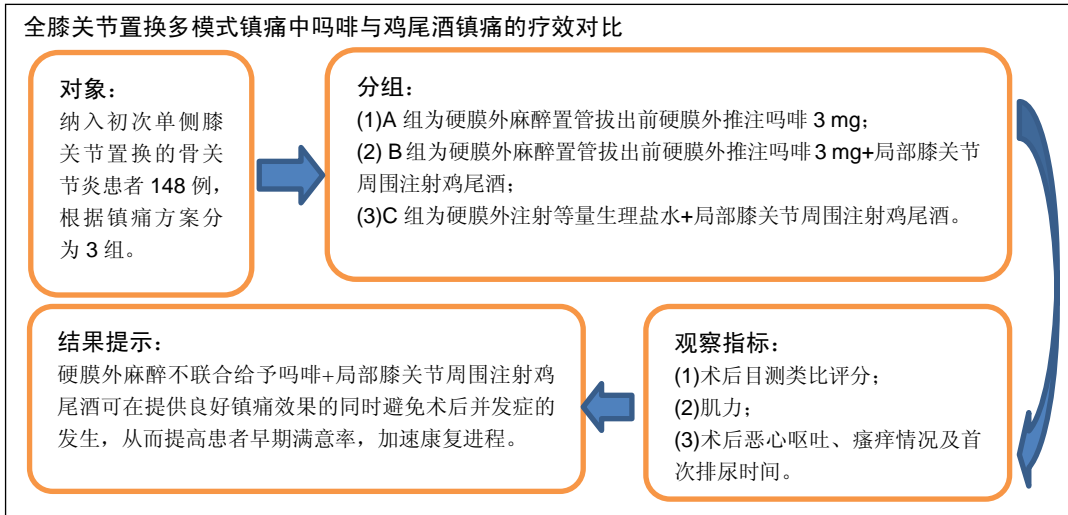 全膝关节置换多模式镇痛中吗啡与鸡尾酒镇痛的疗效对比
对象：
纳入初次单侧膝
关节置换的骨关
节炎患者 148 例，
根据镇痛方案分
为 3 组。
分组：
(1)A 组为硬膜外麻醉置管拔出前硬膜外推注吗啡 3 mg；
(2) B 组为硬膜外麻醉置管拔出前硬膜外推注吗啡 3 mg+局部膝关节
周围注射鸡尾酒；
(3)C 组为硬膜外注射等量生理盐水+局部膝关节周围注射鸡尾酒。
结果提示：
硬膜外麻醉不联合给予吗啡+局部膝关节周围注射鸡
尾酒可在提供良好镇痛效果的同时避免术后并发症的
发生，从而提高患者早期满意率，加速康复进程。
观察指标：
(1)术后目测类比评分；
(2)肌力；
(3)术后恶心呕吐、瘙痒情况及首
次排尿时间。